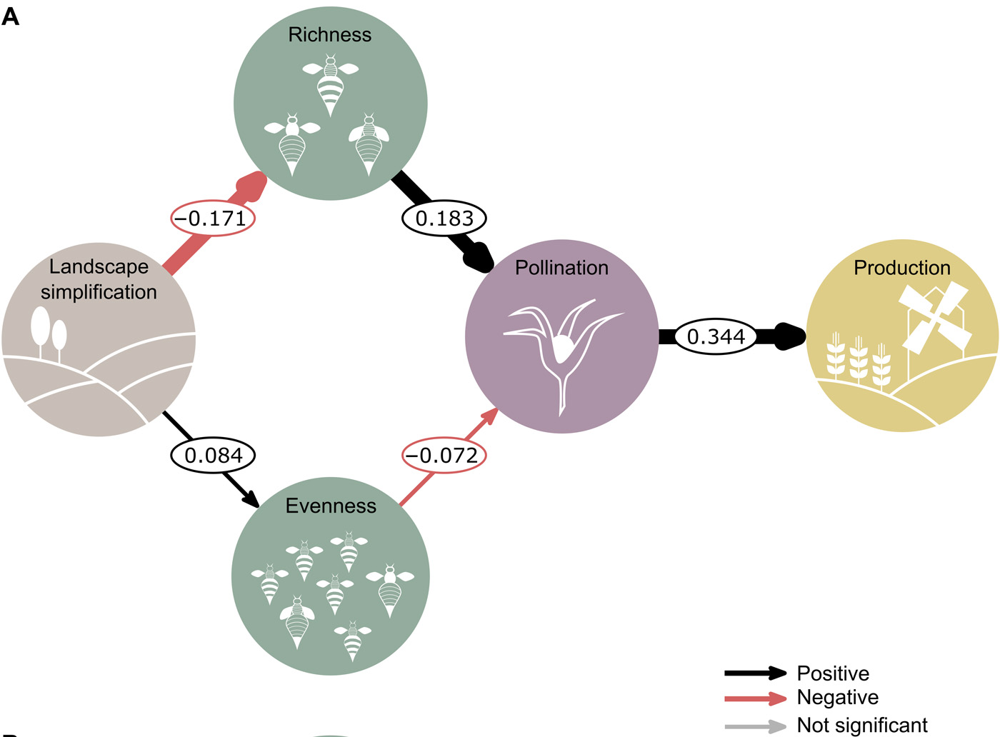 A
Richness
−0.171
0.183
Landscape
simplification
Pollination
Production
0.344
0.084
−0.072
Evenness
Positive
Negative
Not significant